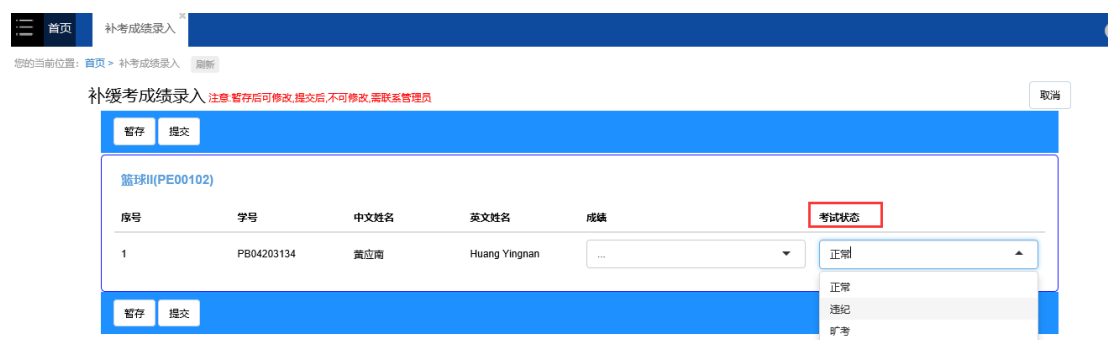 首页 补考成绩录入
您的当前位置: 首页 > 补考成绩录入 刷新
补缓考成绩录入 注意:暂存后可修改,提交后,不可修改,需联系管理员 取消
暂存 提交
篮球II(PE00102)
序号 学号 中文姓名 英文姓名 成绩 考试状态
1 PB04203134 黄应南 Huang Yingnan ... 正常
正常
违纪
暂存 提交
旷考